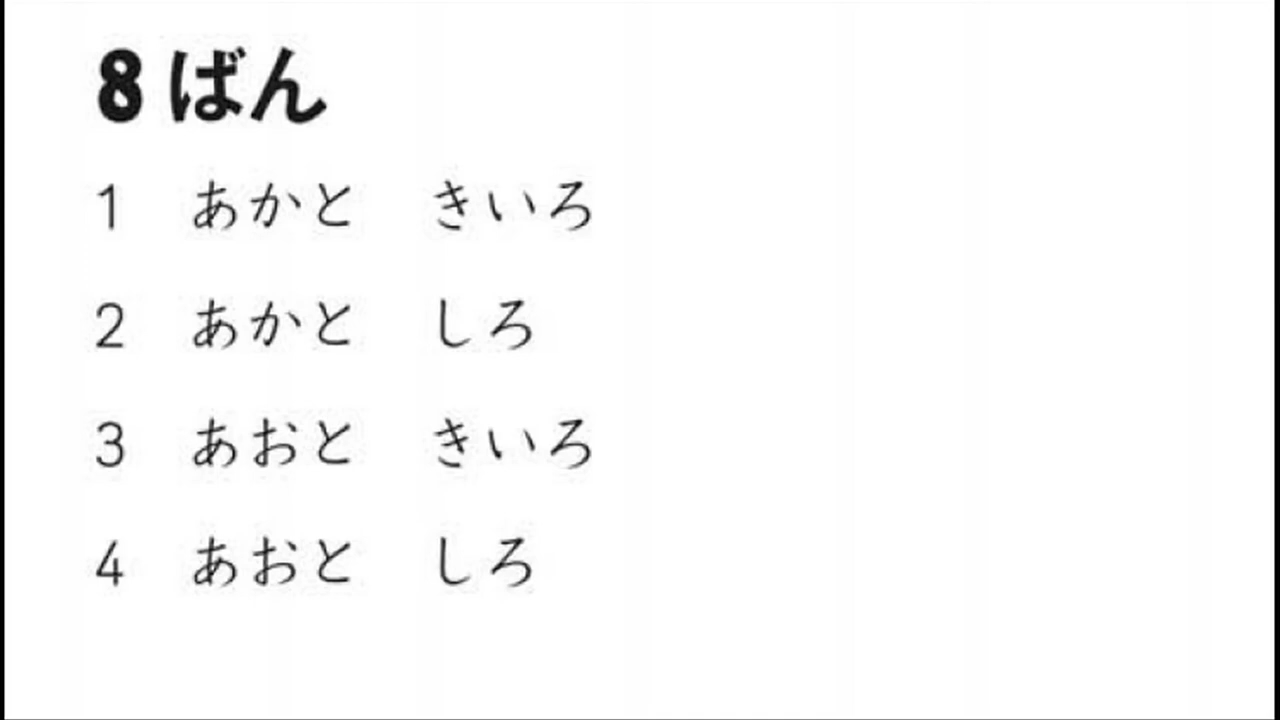 8 ばん
1 あかと きいろ
2 あかと しろ
3 あおと きいろ
4 あおと しろ